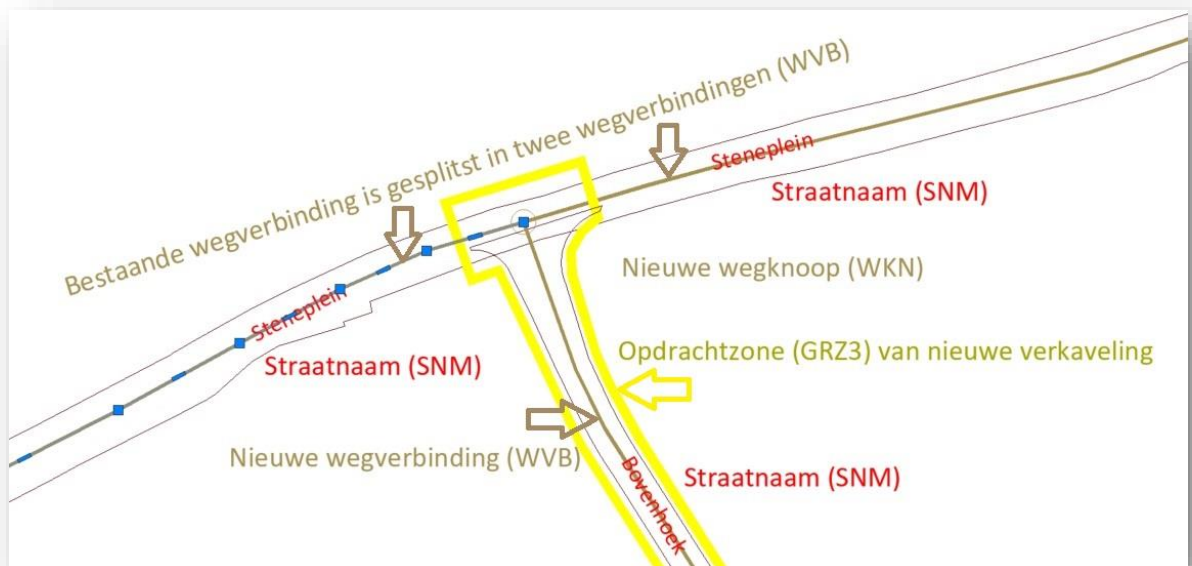 Bestaande wegverbinding is gesplitst in twee wegverbindingen (WVB)
Steneplein
Straatnaam (SNM)
Nieuwe wegknoop (WKN)
Steneplein
Straatnaam (SNM)
Opdrachtzone (GRZ3) van nieuwe verkaveling
Nieuwe wegverbinding (WVB)
Straatnaam (SNM)
Bovenhoek